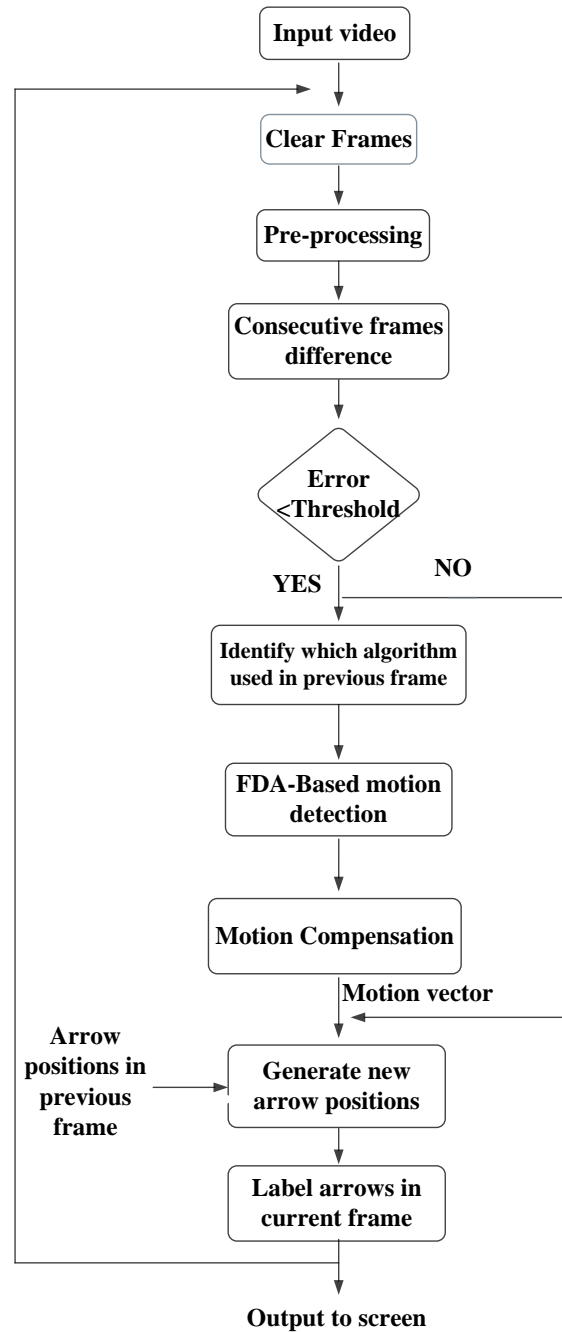 Input video
Clear Frames
Pre-processing
Consecutive frames
difference
Error
<Threshold
YES
NO
Identify which algorithm
used in previous frame
FDA-Based motion
detection
Motion Compensation
Motion vector
Arrow
positions in
previous
frame
Generate new
arrow positions
Label arrows in
current frame
Output to screen